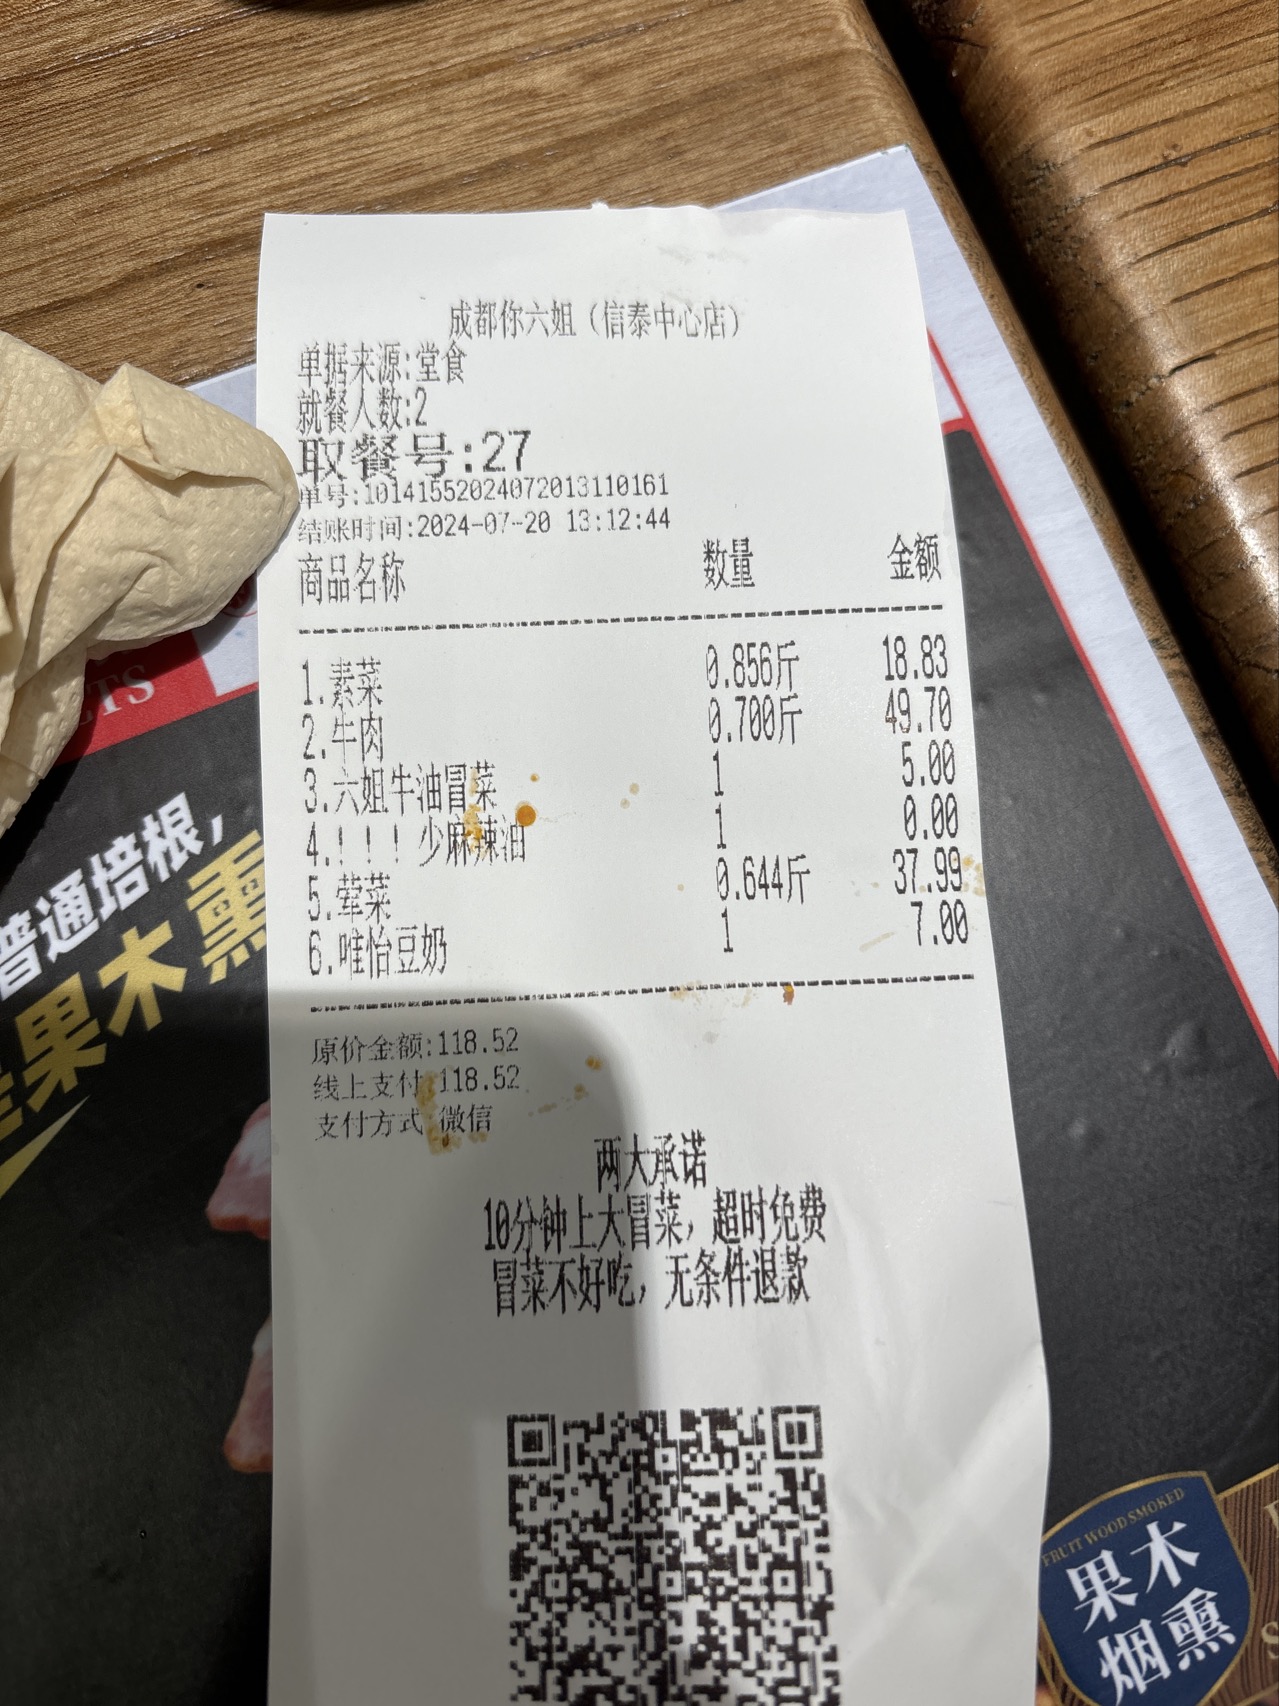 成都你六姐（信泰中心店）
单据来源:堂食
就餐人数:2
取餐号:27
单号:10141552024072013110161
结账时间:2024-07-20 13:12:44
商品名称 数量 金额
1.素菜 0.856斤 18.83
2.牛肉 0.700斤 49.70
3.六姐牛油冒菜 1 5.00
4.！！！少麻辣油 1 0.00
5.荤菜 0.644斤 37.99
6.唯怡豆奶 1 7.00
原价金额:118.52
线上支付:118.52
支付方式:微信
两大承诺
10分钟上大冒菜，超时免费
冒菜不好吃，无条件退款
普通培根,
果木熏
FRUIT WOOD SMOKED
果木
烟熏